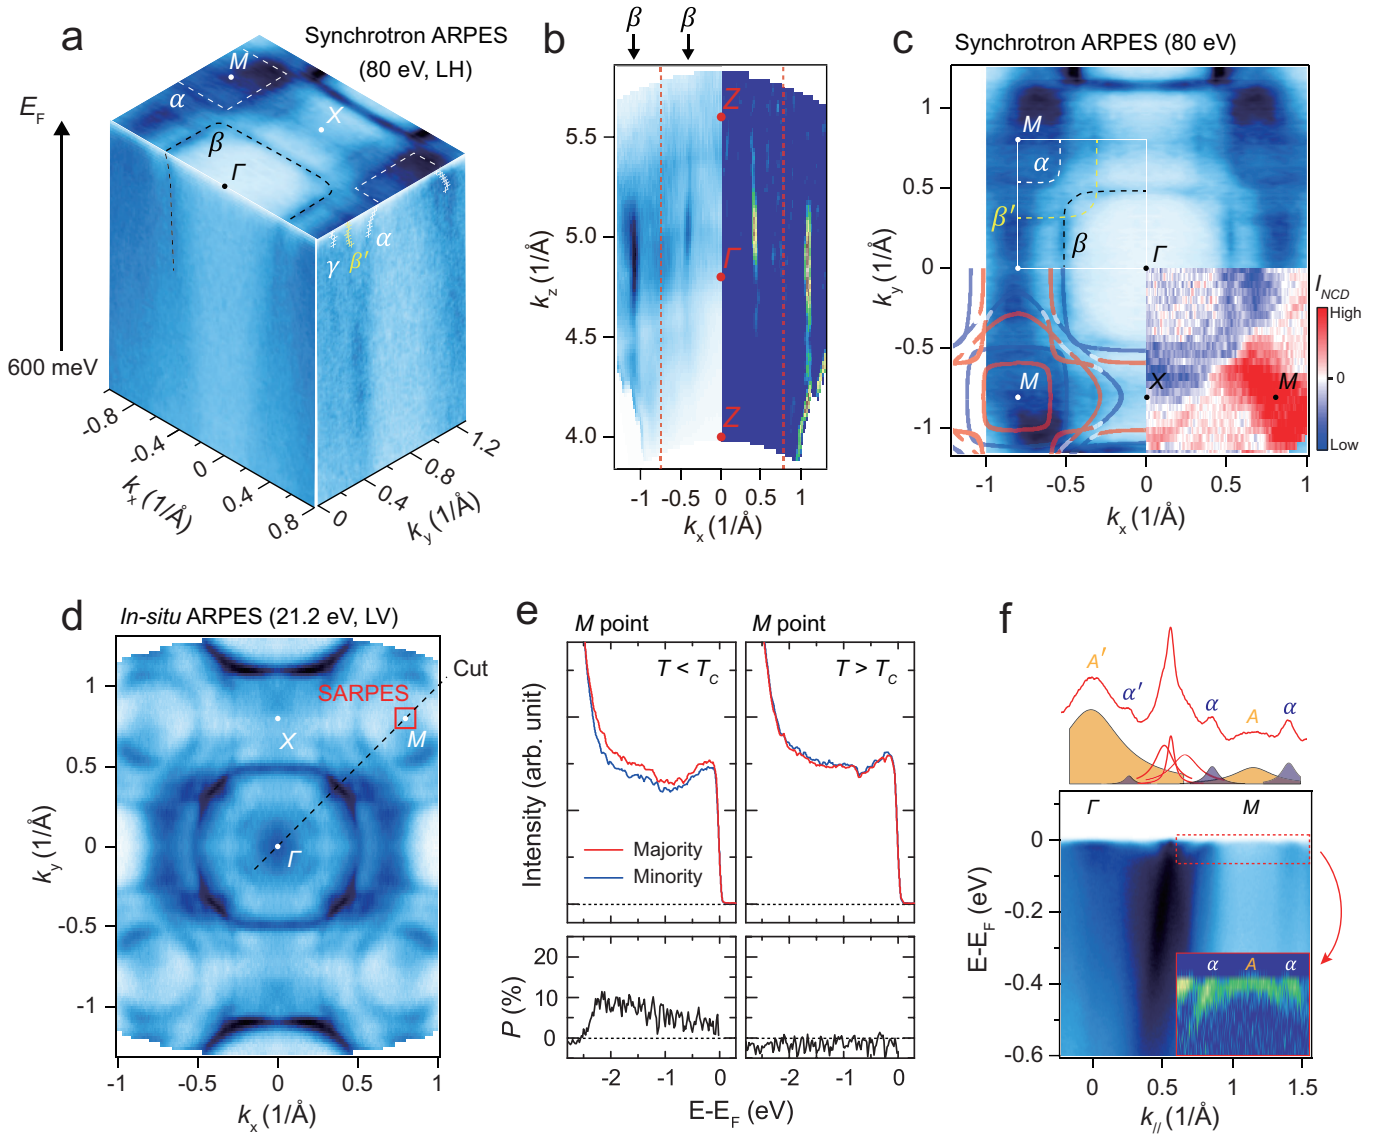 a
Synchrotron ARPES
(80 eV, LH)
E_F
600 meV
M
α
X
β
Γ
α
γ
β′
-0.8
-0.4
0
0.4
0.8
k_x (1/Å)
0
0.4
0.8
1.2
k_y (1/Å)
b
β
β
Z
Γ
Z
5.5
5.0
4.5
4.0
k_z (1/Å)
-1
-0.5
0
0.5
1
k_x (1/Å)
c
Synchrotron ARPES (80 eV)
M
α
β′
β
Γ
M
X
M
1
0.5
0
-0.5
-1
k_y (1/Å)
-1
-0.5
0
0.5
1
k_x (1/Å)
I_NCD
High
0
Low
d
In-situ ARPES (21.2 eV, LV)
Cut
SARPES
X
M
Γ
1
0.5
0
-0.5
-1
k_y (1/Å)
-1
-0.5
0
0.5
1
k_x (1/Å)
e
M point
M point
T < T_C
T > T_C
Intensity (arb. unit)
Majority
Minority
P (%)
20
10
0
-2
-1
0
-2
-1
0
E-E_F (eV)
f
A′
α′
α
A
α
Γ
M
0
-0.2
-0.4
-0.6
E-E_F (eV)
α
A
α
0
0.5
1
1.5
k_// (1/Å)